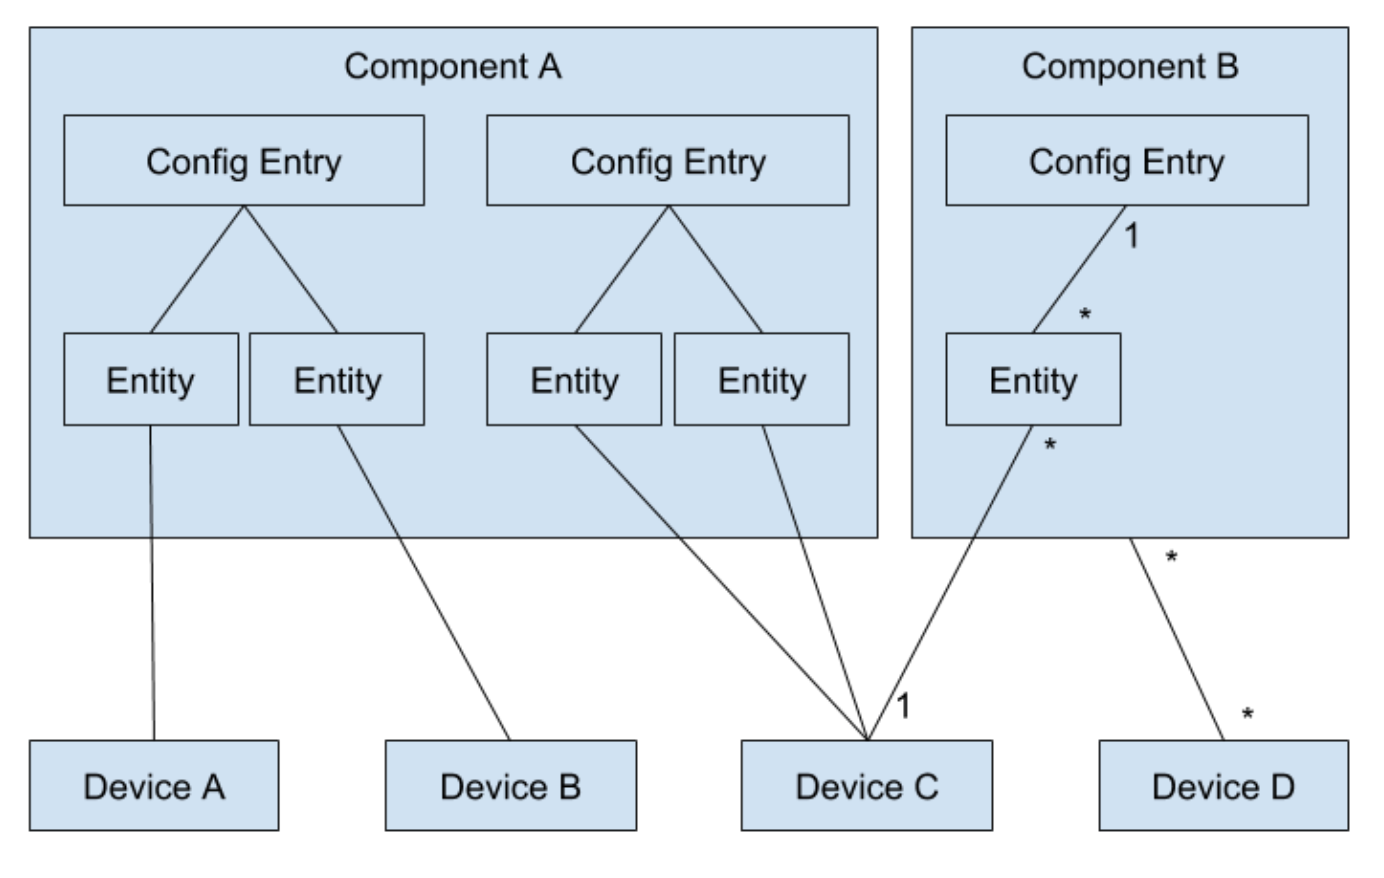 Component A
Component B
Config Entry
Config Entry
Config Entry
1
*
Entity
Entity
Entity
Entity
Entity
*
*
1
*
Device A
Device B
Device C
Device D